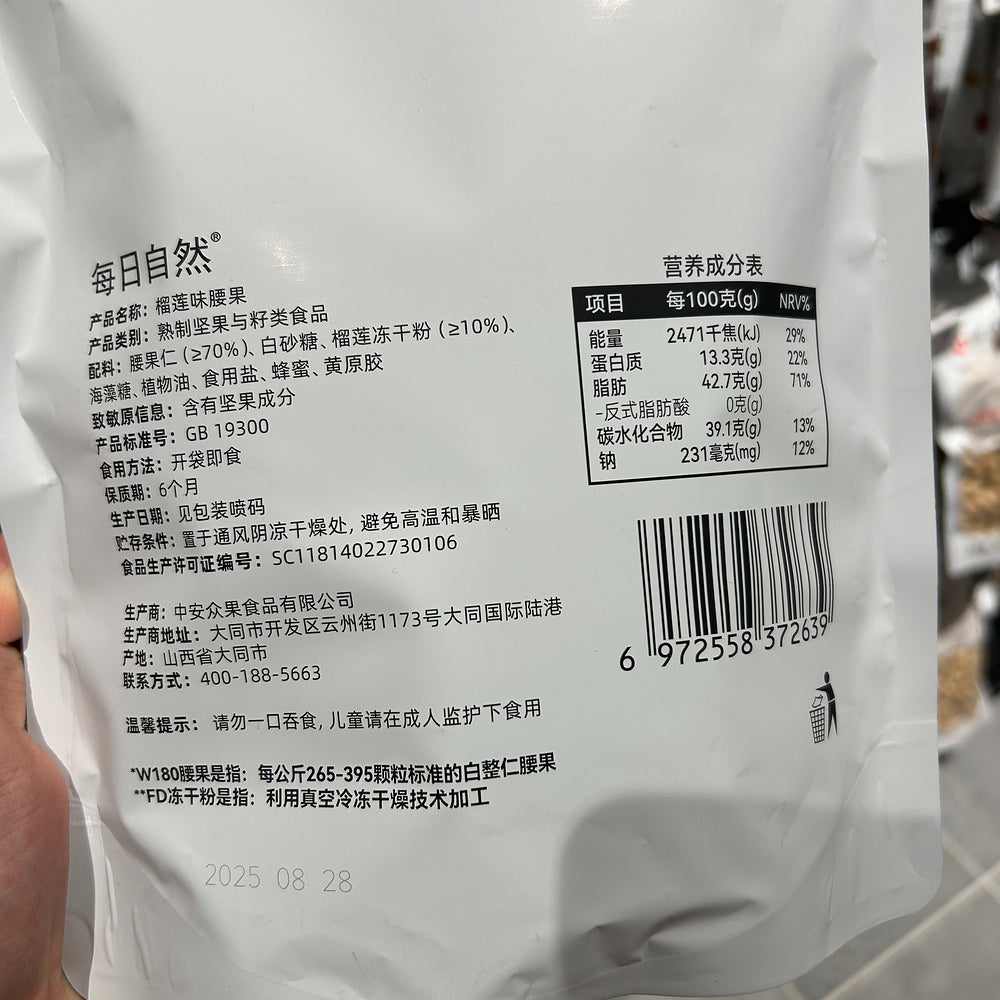 每日自然®
产品名称：榴莲味腰果
产品类别：熟制坚果与籽类食品
配料：腰果仁（≥70%）、白砂糖、榴莲冻干粉（≥10%）、
海藻糖、植物油、食用盐、蜂蜜、黄原胶
致敏原信息：含有坚果成分
产品标准号：GB 19300
食用方法：开袋即食
保质期：6个月
生产日期：见包装喷码
贮存条件：置于通风阴凉干燥处，避免高温和暴晒
食品生产许可证编号：SC11814022730106
生产商：中安众果食品有限公司
生产商地址：大同市开发区云州街1173号大同国际陆港
产地：山西省大同市
联系方式：400-188-5663
温馨提示：请勿一口吞食，儿童请在成人监护下食用
*W180腰果是指：每公斤265-395颗粒标准的白整仁腰果
**FD冻干粉是指：利用真空冷冻干燥技术加工
2025 08 28
营养成分表
项目 每100克(g) NRV%
能量 2471千焦(kJ) 29%
蛋白质 13.3克(g) 22%
脂肪 42.7克(g) 71%
-反式脂肪酸 0克(g)
碳水化合物 39.1克(g) 13%
钠 231毫克(mg) 12%
6 972558 372639